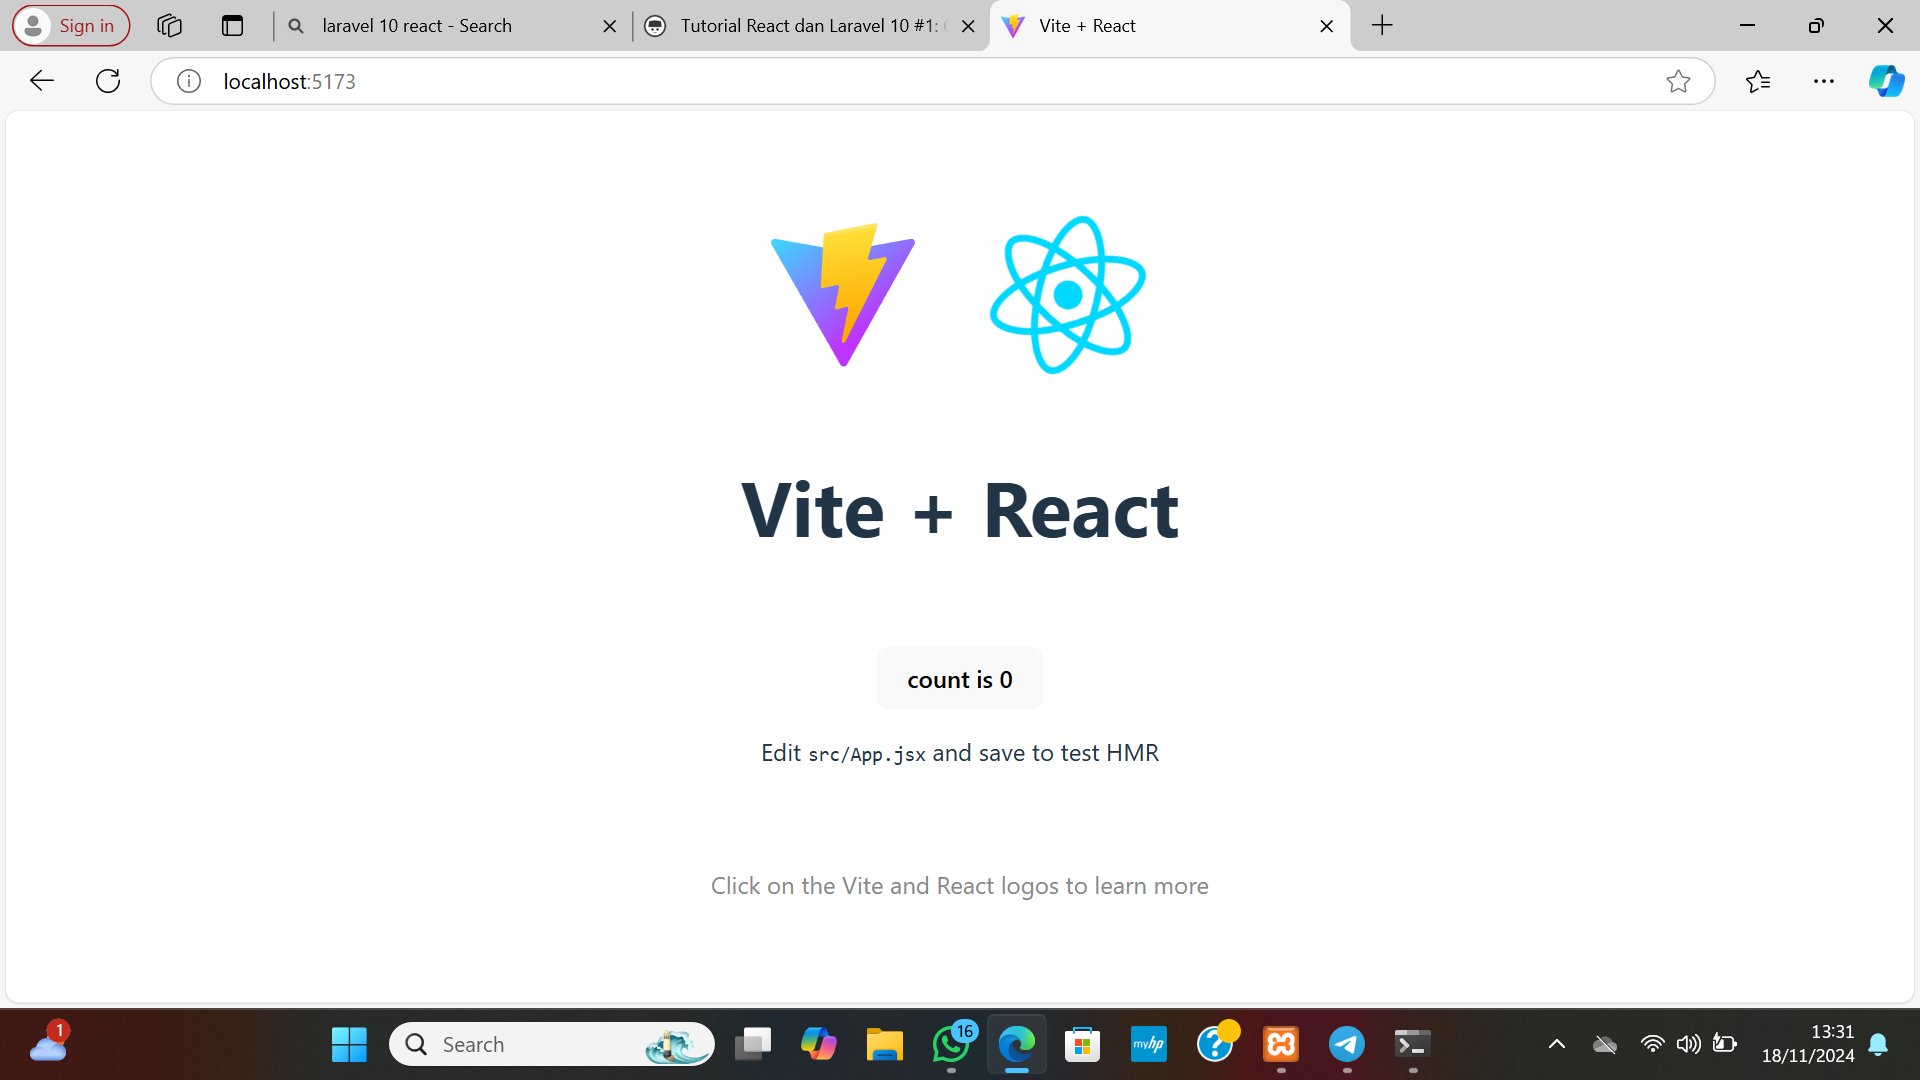 Sign in
laravel 10 react - Search
Tutorial React dan Laravel 10 #1:
Vite + React
localhost:5173
Vite + React
count is 0
Edit src/App.jsx and save to test HMR
Click on the Vite and React logos to learn more
1
Search
16
myhp
13:31
18/11/2024